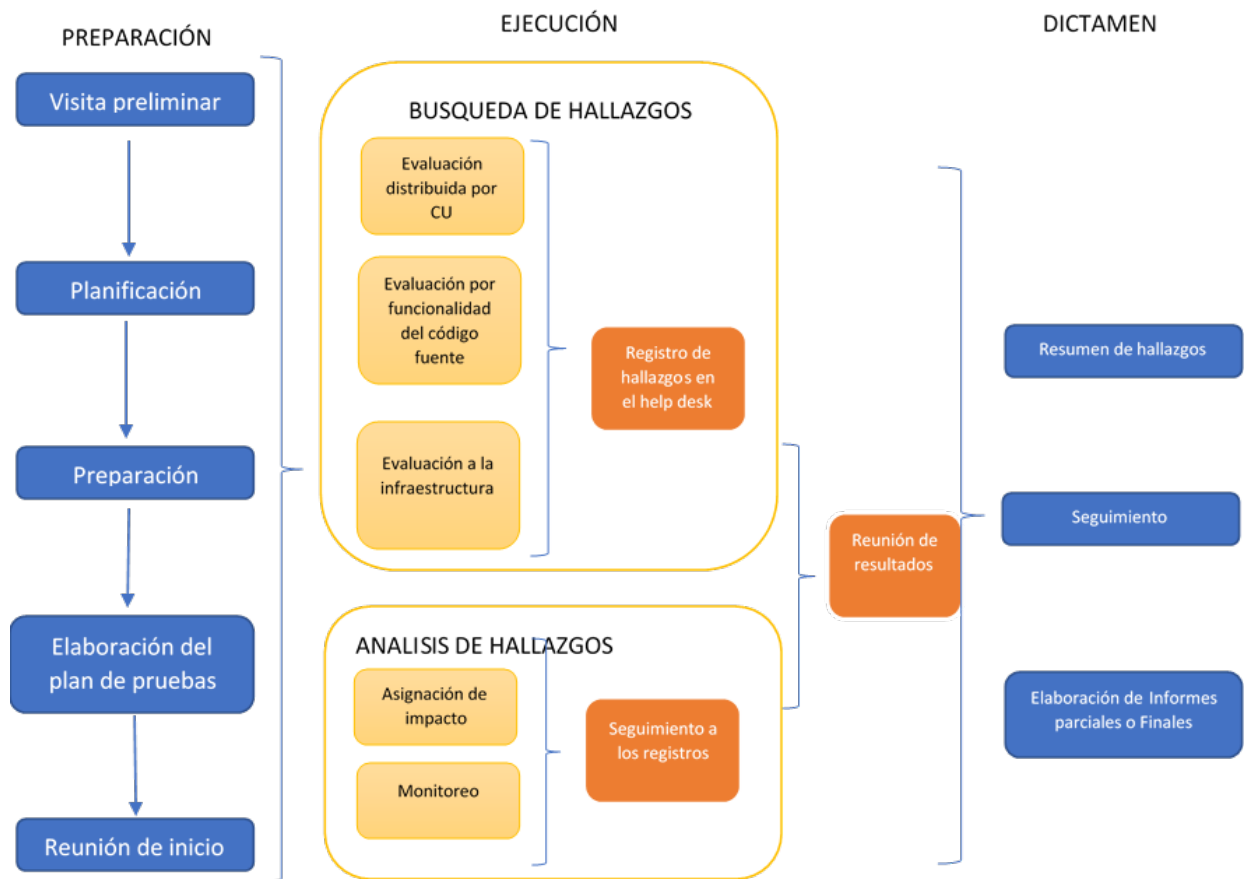 PREPARACIÓN
Visita preliminar
Planificación
Preparación
Elaboración del
plan de pruebas
Reunión de inicio
EJECUCIÓN
BUSQUEDA DE HALLAZGOS
Evaluación
distribuida por
CU
Evaluación por
funcionalidad
del código
fuente
Evaluación a la
infraestructura
Registro de
hallazgos en
el help desk
ANALISIS DE HALLAZGOS
Asignación de
impacto
Monitoreo
Seguimiento a
los registros
Reunión de
resultados
DICTAMEN
Resumen de hallazgos
Seguimiento
Elaboración de Informes
parciales o Finales